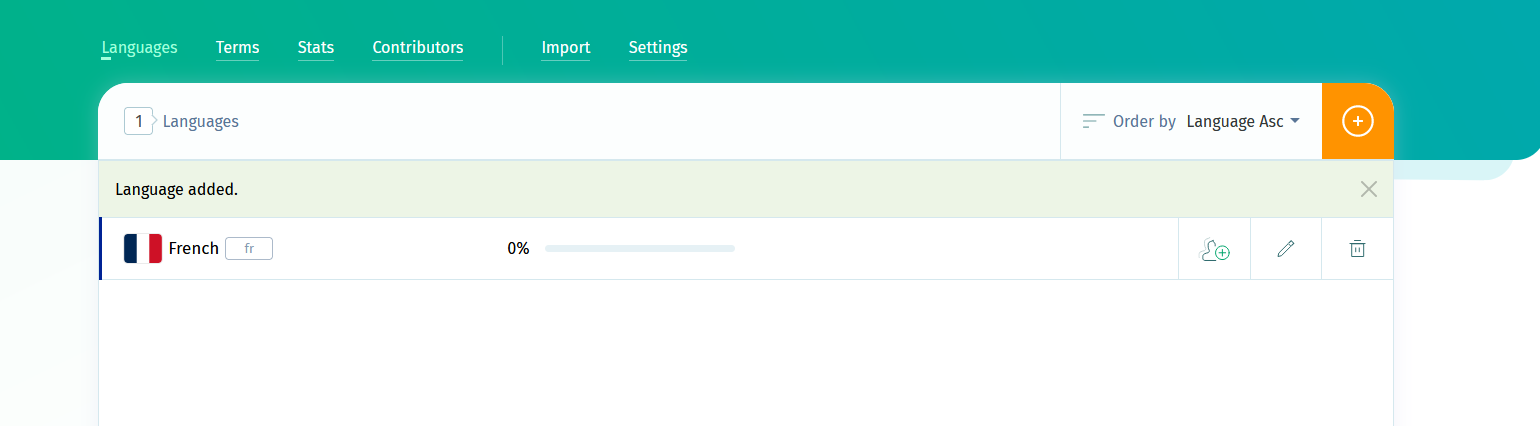 Languages Terms Stats Contributors Import Settings
1 Languages Order by Language Asc
Language added.
French fr 0%